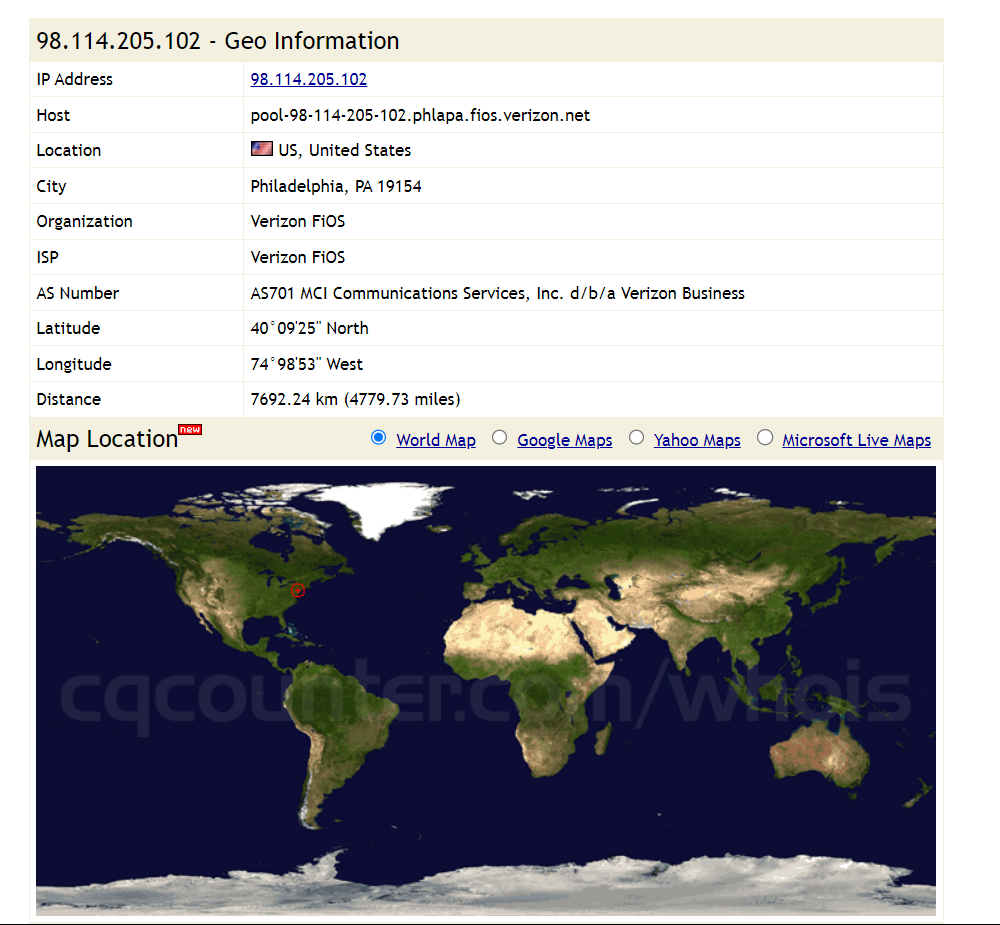 98.114.205.102 - Geo Information
IP Address 98.114.205.102
Host pool-98-114-205-102.phlapa.fios.verizon.net
Location US, United States
City Philadelphia, PA 19154
Organization Verizon FiOS
ISP Verizon FiOS
AS Number AS701 MCI Communications Services, Inc. d/b/a Verizon Business
Latitude 40°09'25" North
Longitude 74°98'53" West
Distance 7692.24 km (4779.73 miles)
Map Location new World Map Google Maps Yahoo Maps Microsoft Live Maps
cqcounter.com/whois